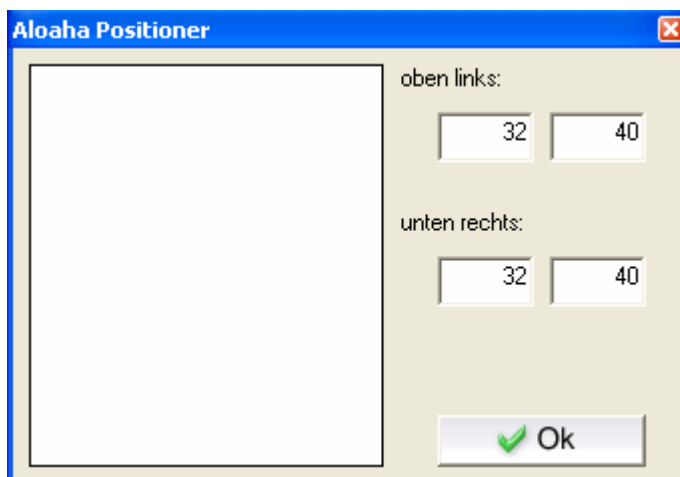 Aloaha Positioner
oben links:
32 40
unten rechts:
32 40
Ok